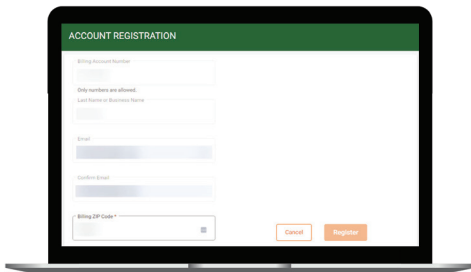 ACCOUNT REGISTRATION
Billing Account Number
Only numbers are allowed.
Last Name or Business Name
Email
Confirm Email
Billing ZIP Code *
Cancel
Register